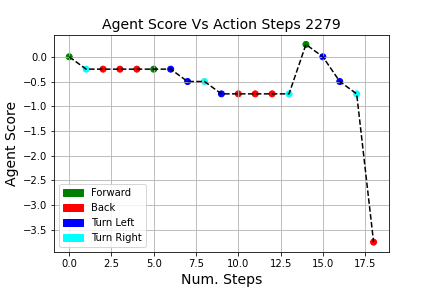 Agent Score Vs Action Steps 2279
Agent Score
0.0
−0.5
−1.0
−1.5
−2.0
−2.5
−3.0
−3.5
Forward
Back
Turn Left
Turn Right
0.0 2.5 5.0 7.5 10.0 12.5 15.0 17.5
Num. Steps